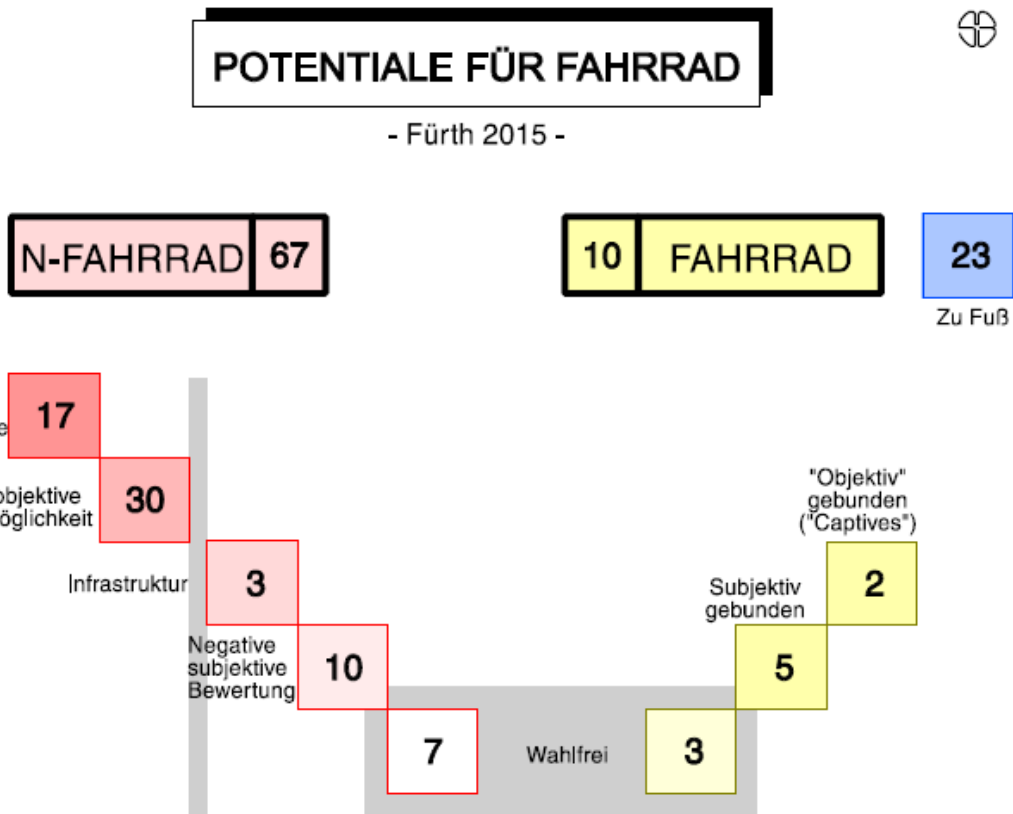 POTENTIALE FÜR FAHRRAD
- Fürth 2015 -
N-FAHRRAD 67
10 FAHRRAD
23
Zu Fuß
17
objektive
30
Infrastruktur
3
Negative
subjektive
Bewertung
10
7
Wahlfrei
3
Subjektiv
gebunden
5
"Objektiv"
gebunden
("Captives")
2